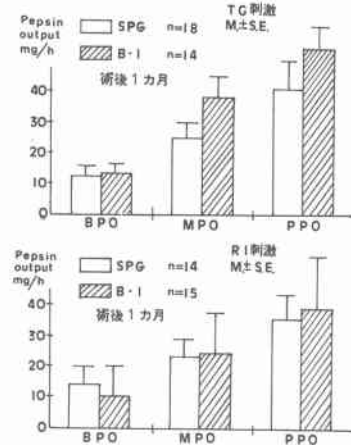 Pepsin output mg/h
SPG n=18
B-I n=14
術後1カ月
TG刺激
M.±S.E.
40
30
20
10
0
BPO MPO PPO
Pepsin output mg/h
SPG n=14
B-I n=15
術後1カ月
RI刺激
M.±S.E.
40
30
20
10
0
BPO MPO PPO